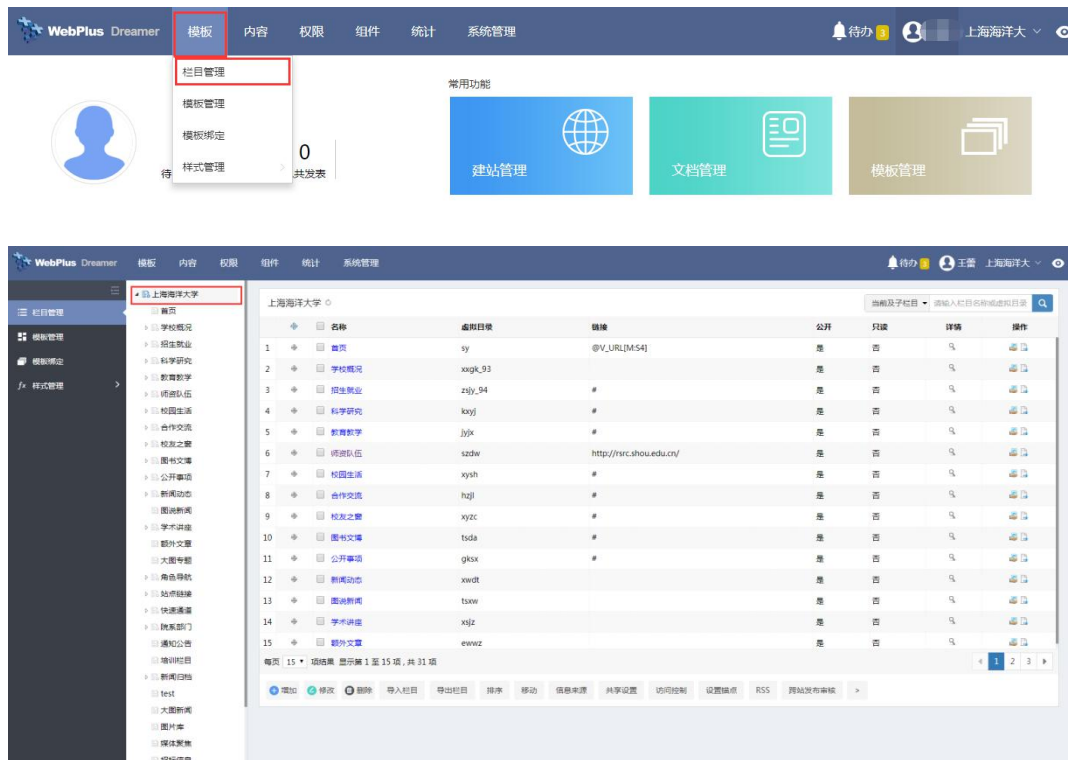 WebPlus Dreamer 模板 内容 权限 组件 统计 系统管理 待办 3 上海海洋大
栏目管理
模板管理
模板绑定
样式管理
待
0
共发表
常用功能
建站管理 文档管理 模板管理
WebPlus Dreamer 模板 内容 权限 组件 统计 系统管理 待办 3 王蕾 上海海洋大
栏目管理
模板管理
模板绑定
样式管理
上海海洋大学
首页
学校概况
招生就业
科学研究
教育教学
师资队伍
校园生活
合作交流
校友之窗
图书文博
公开事项
新闻动态
图说新闻
学术讲座
额外文章
大图专题
角色导航
站点链接
快速通道
院系部门
通知公告
培训栏目
新闻归档
test
大图新闻
图片库
媒体聚焦
招标信息
上海海洋大学 当前及子栏目 请输入栏目名称或虚拟目录
名称 虚拟目录 链接 公开 只读 详情 操作
1 首页 sy @V_URL[M:S4] 是 否
2 学校概况 xxgk_93 是 否
3 招生就业 zsjy_94 # 是 否
4 科学研究 kxyj # 是 否
5 教育教学 jyjx # 是 否
6 师资队伍 szdw http://rsrc.shou.edu.cn/ 是 否
7 校园生活 xysh # 是 否
8 合作交流 hzjl # 是 否
9 校友之窗 xyzc # 是 否
10 图书文博 tsda # 是 否
11 公开事项 gksx # 是 否
12 新闻动态 xwdt 是 否
13 图说新闻 tsxw 是 否
14 学术讲座 xsjz 是 否
15 额外文章 ewwz 是 否
每页 15 项结果 显示第 1 至 15 项，共 31 项 1 2 3
增加 修改 删除 导入栏目 导出栏目 排序 移动 信息来源 共享设置 访问控制 设置锚点 RSS 跨站发布审核 >